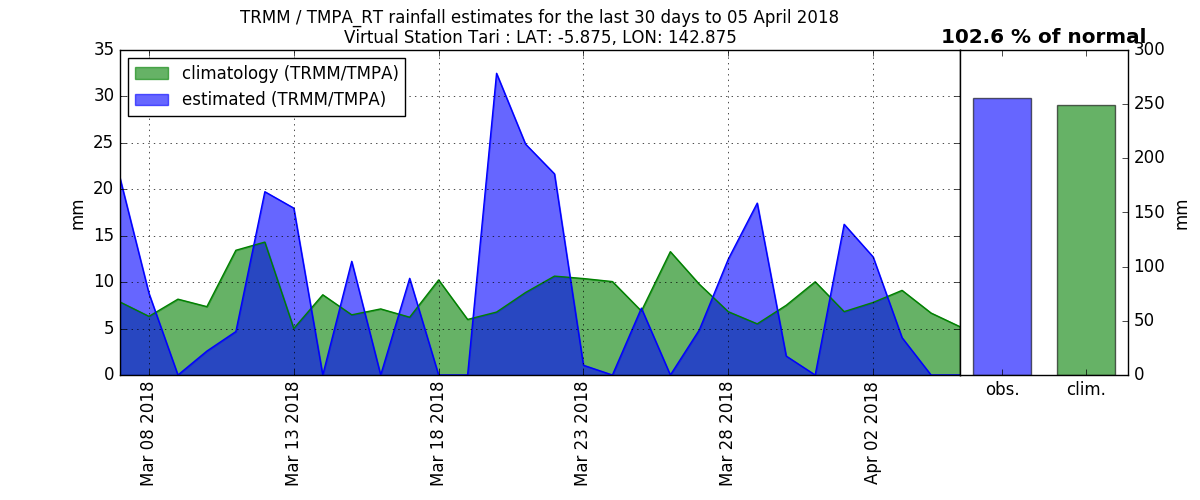 TRMM / TMPA_RT rainfall estimates for the last 30 days to 05 April 2018
Virtual Station Tari : LAT: -5.875, LON: 142.875
102.6 % of normal
climatology (TRMM/TMPA)
estimated (TRMM/TMPA)
mm
35
30
25
20
15
10
5
0
Mar 08 2018
Mar 13 2018
Mar 18 2018
Mar 23 2018
Mar 28 2018
Apr 02 2018
obs.
clim.
300
250
200
150
100
50
0
mm